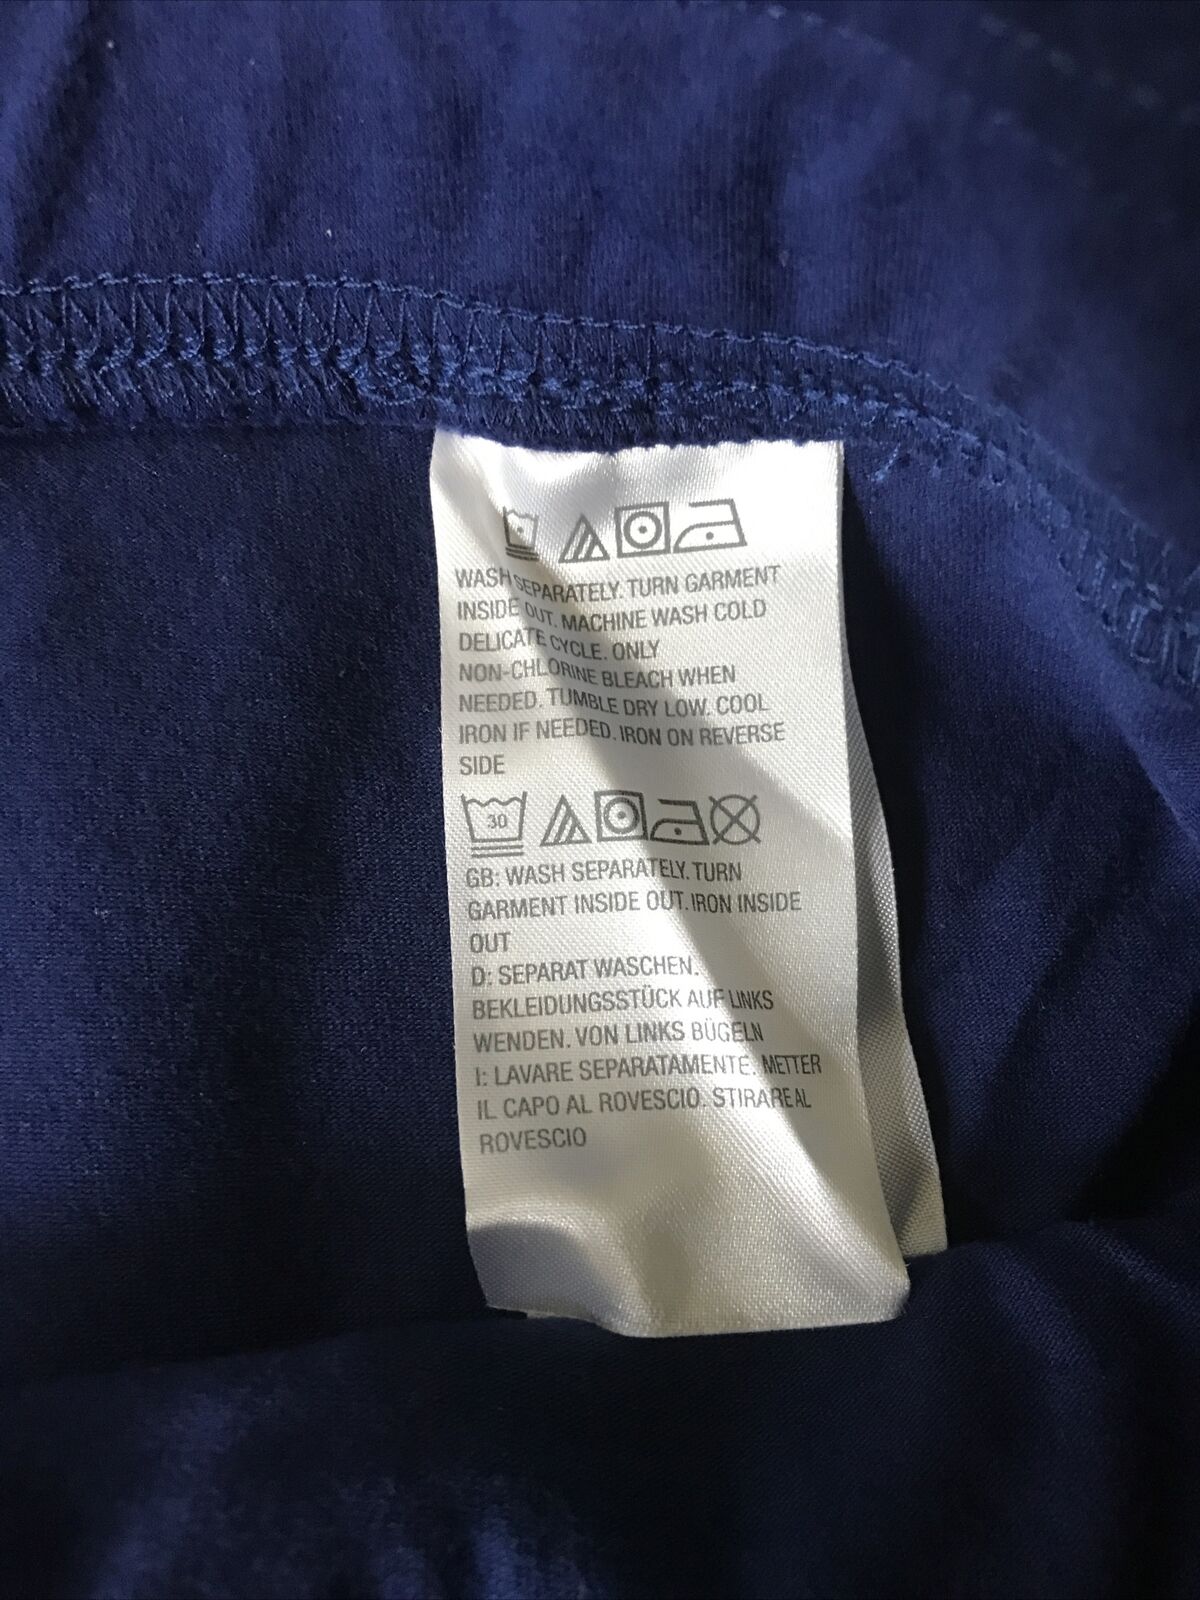 WASH SEPARATELY. TURN GARMENT
INSIDE OUT. MACHINE WASH COLD
DELICATE CYCLE. ONLY
NON-CHLORINE BLEACH WHEN
NEEDED. TUMBLE DRY LOW. COOL
IRON IF NEEDED. IRON ON REVERSE
SIDE
30
GB: WASH SEPARATELY. TURN
GARMENT INSIDE OUT. IRON INSIDE
OUT
D: SEPARAT WASCHEN.
BEKLEIDUNGSSTÜCK AUF LINKS
WENDEN. VON LINKS BÜGELN
I: LAVARE SEPARATAMENTE. METTER
IL CAPO AL ROVESCIO. STIRARE AL
ROVESCIO